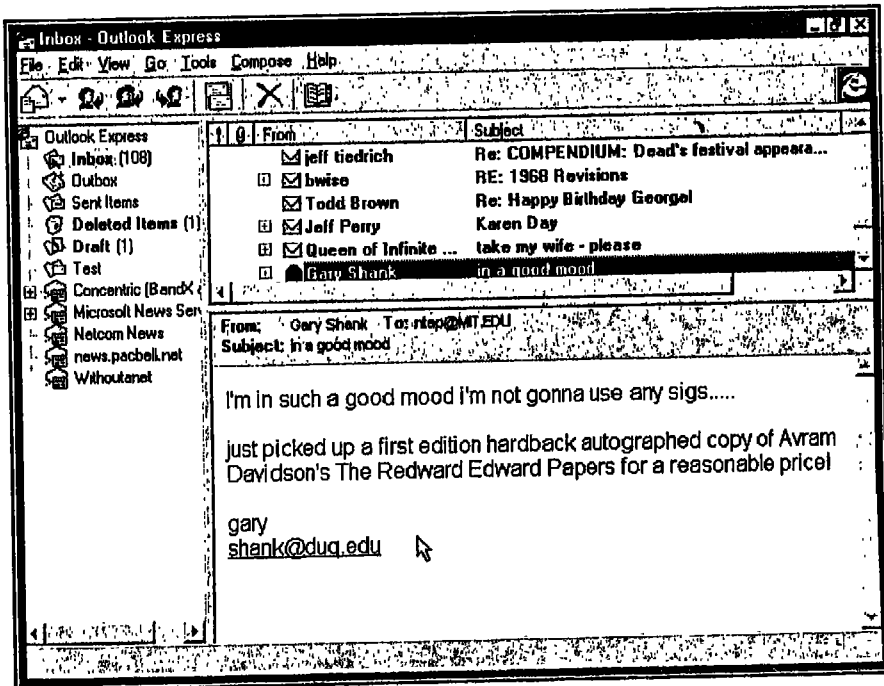 Inbox - Outlook Express
File Edit View Go Tools Compose Help
Outlook Express
Inbox (108)
Outbox
Sent Items
Deleted Items (1)
Draft (1)
Test
Concentric (BandX
Microsoft News Serv
Netcom News
news.pacbell.net
Withoutanet
! From Subject
jeff tiedrich Re: COMPENDIUM: Dead's festival appeara...
bwise RE: 1968 Revisions
Todd Brown Re: Happy Birthday George!
Jeff Perry Karen Day
Queen of Infinite ... take my wife - please
Gary Shank in a good mood
From: Gary Shank To: ntap@MIT.EDU
Subject: in a good mood
I'm in such a good mood i'm not gonna use any sigs.....
just picked up a first edition hardback autographed copy of Avram
Davidson's The Redward Edward Papers for a reasonable price!
gary
shank@duq.edu